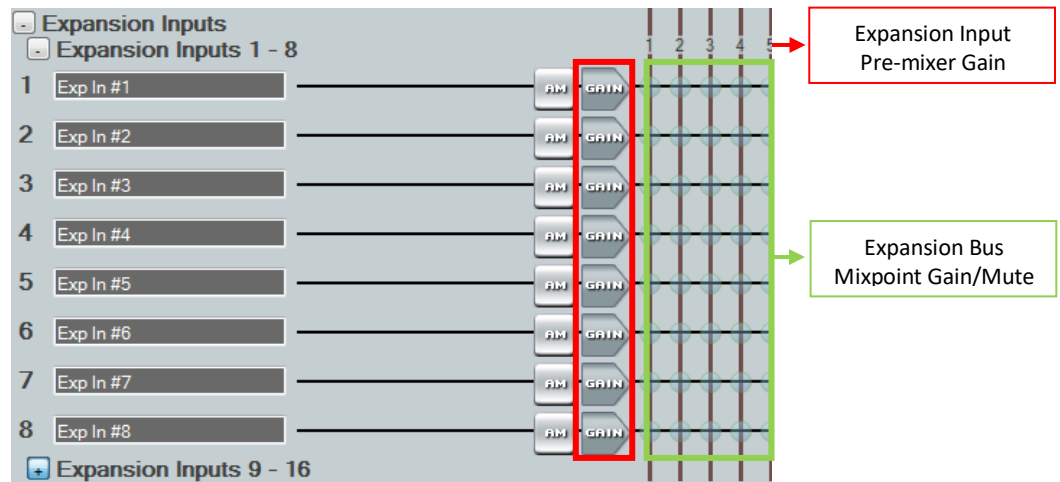 - Expansion Inputs
- Expansion Inputs 1 - 8
1 2 3 4 5
Expansion Input
Pre-mixer Gain
1 Exp In #1 AM GAIN
2 Exp In #2 AM GAIN
3 Exp In #3 AM GAIN
4 Exp In #4 AM GAIN
Expansion Bus
Mixpoint Gain/Mute
5 Exp In #5 AM GAIN
6 Exp In #6 AM GAIN
7 Exp In #7 AM GAIN
8 Exp In #8 AM GAIN
+ Expansion Inputs 9 - 16